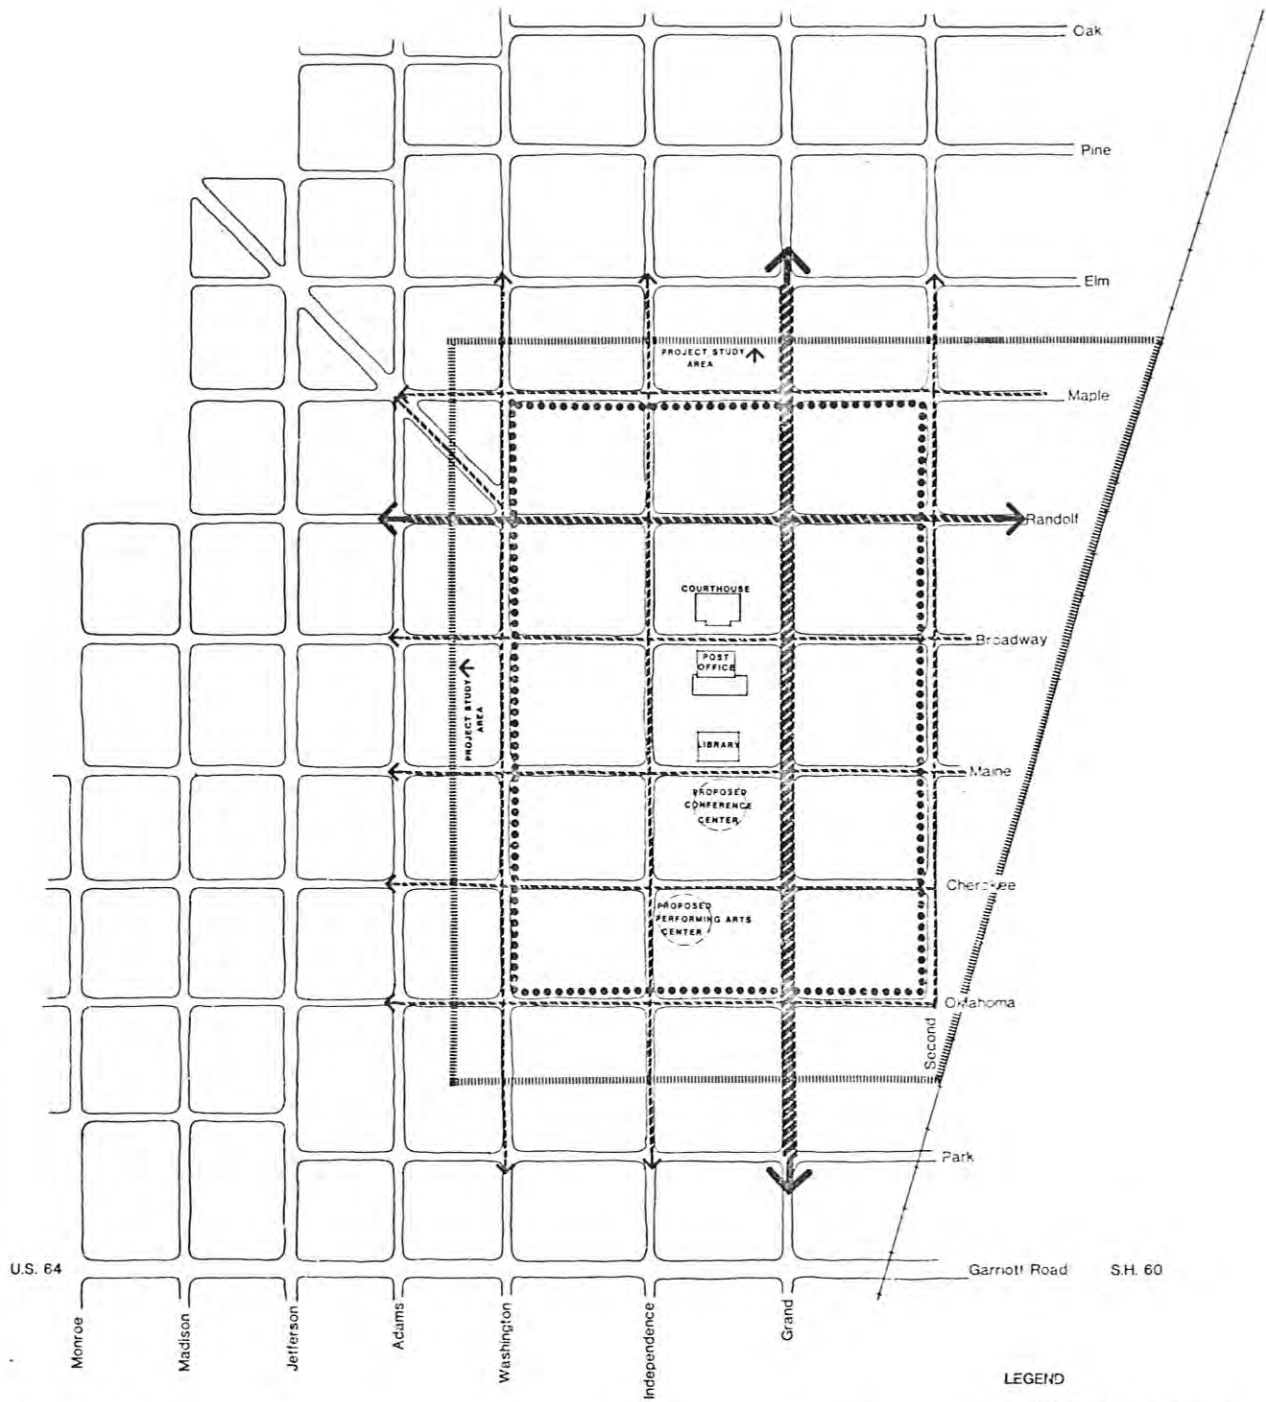 Oak
Pine
Elm
PROJECT STUDY
AREA
Maple
Randolf
COURTHOUSE
Broadway
POST
OFFICE
PROJECT STUDY
AREA
LIBRARY
Maine
PROPOSED
CONFERENCE
CENTER
Cherokee
PROPOSED
PERFORMING ARTS
CENTER
Oklahoma
Second
Park
U.S. 64
Garriott Road
S.H. 60
Monroe
Madison
Jefferson
Adams
Washington
Independence
Grand
LEGEND